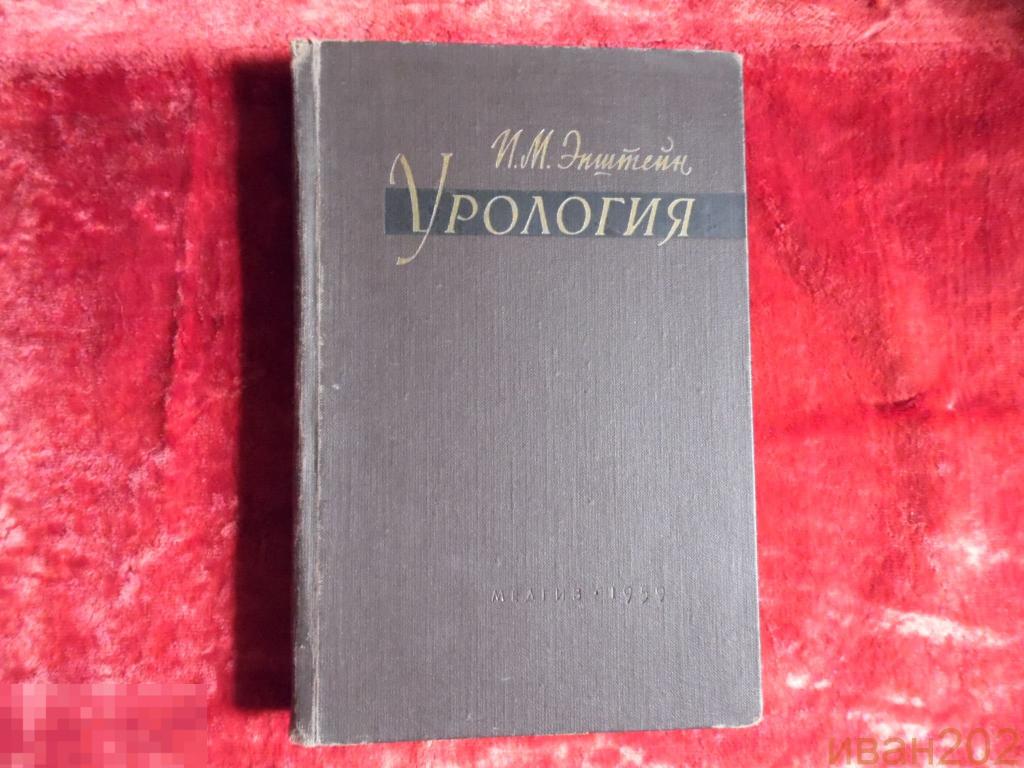 И.М. Эпштейн
Урология
МЕДГИЗ • 1959
иван202